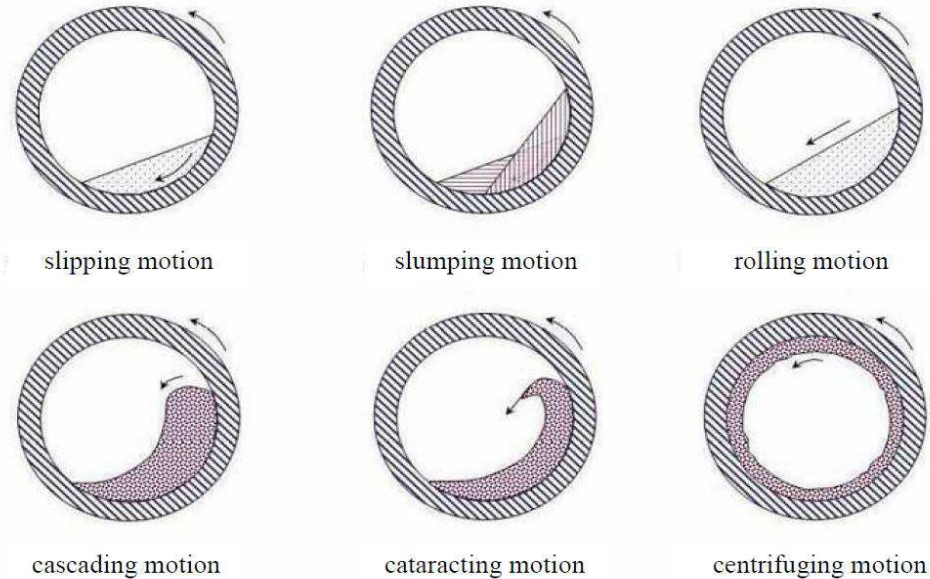 slipping motion
slumping motion
rolling motion
cascading motion
cataracting motion
centrifuging motion